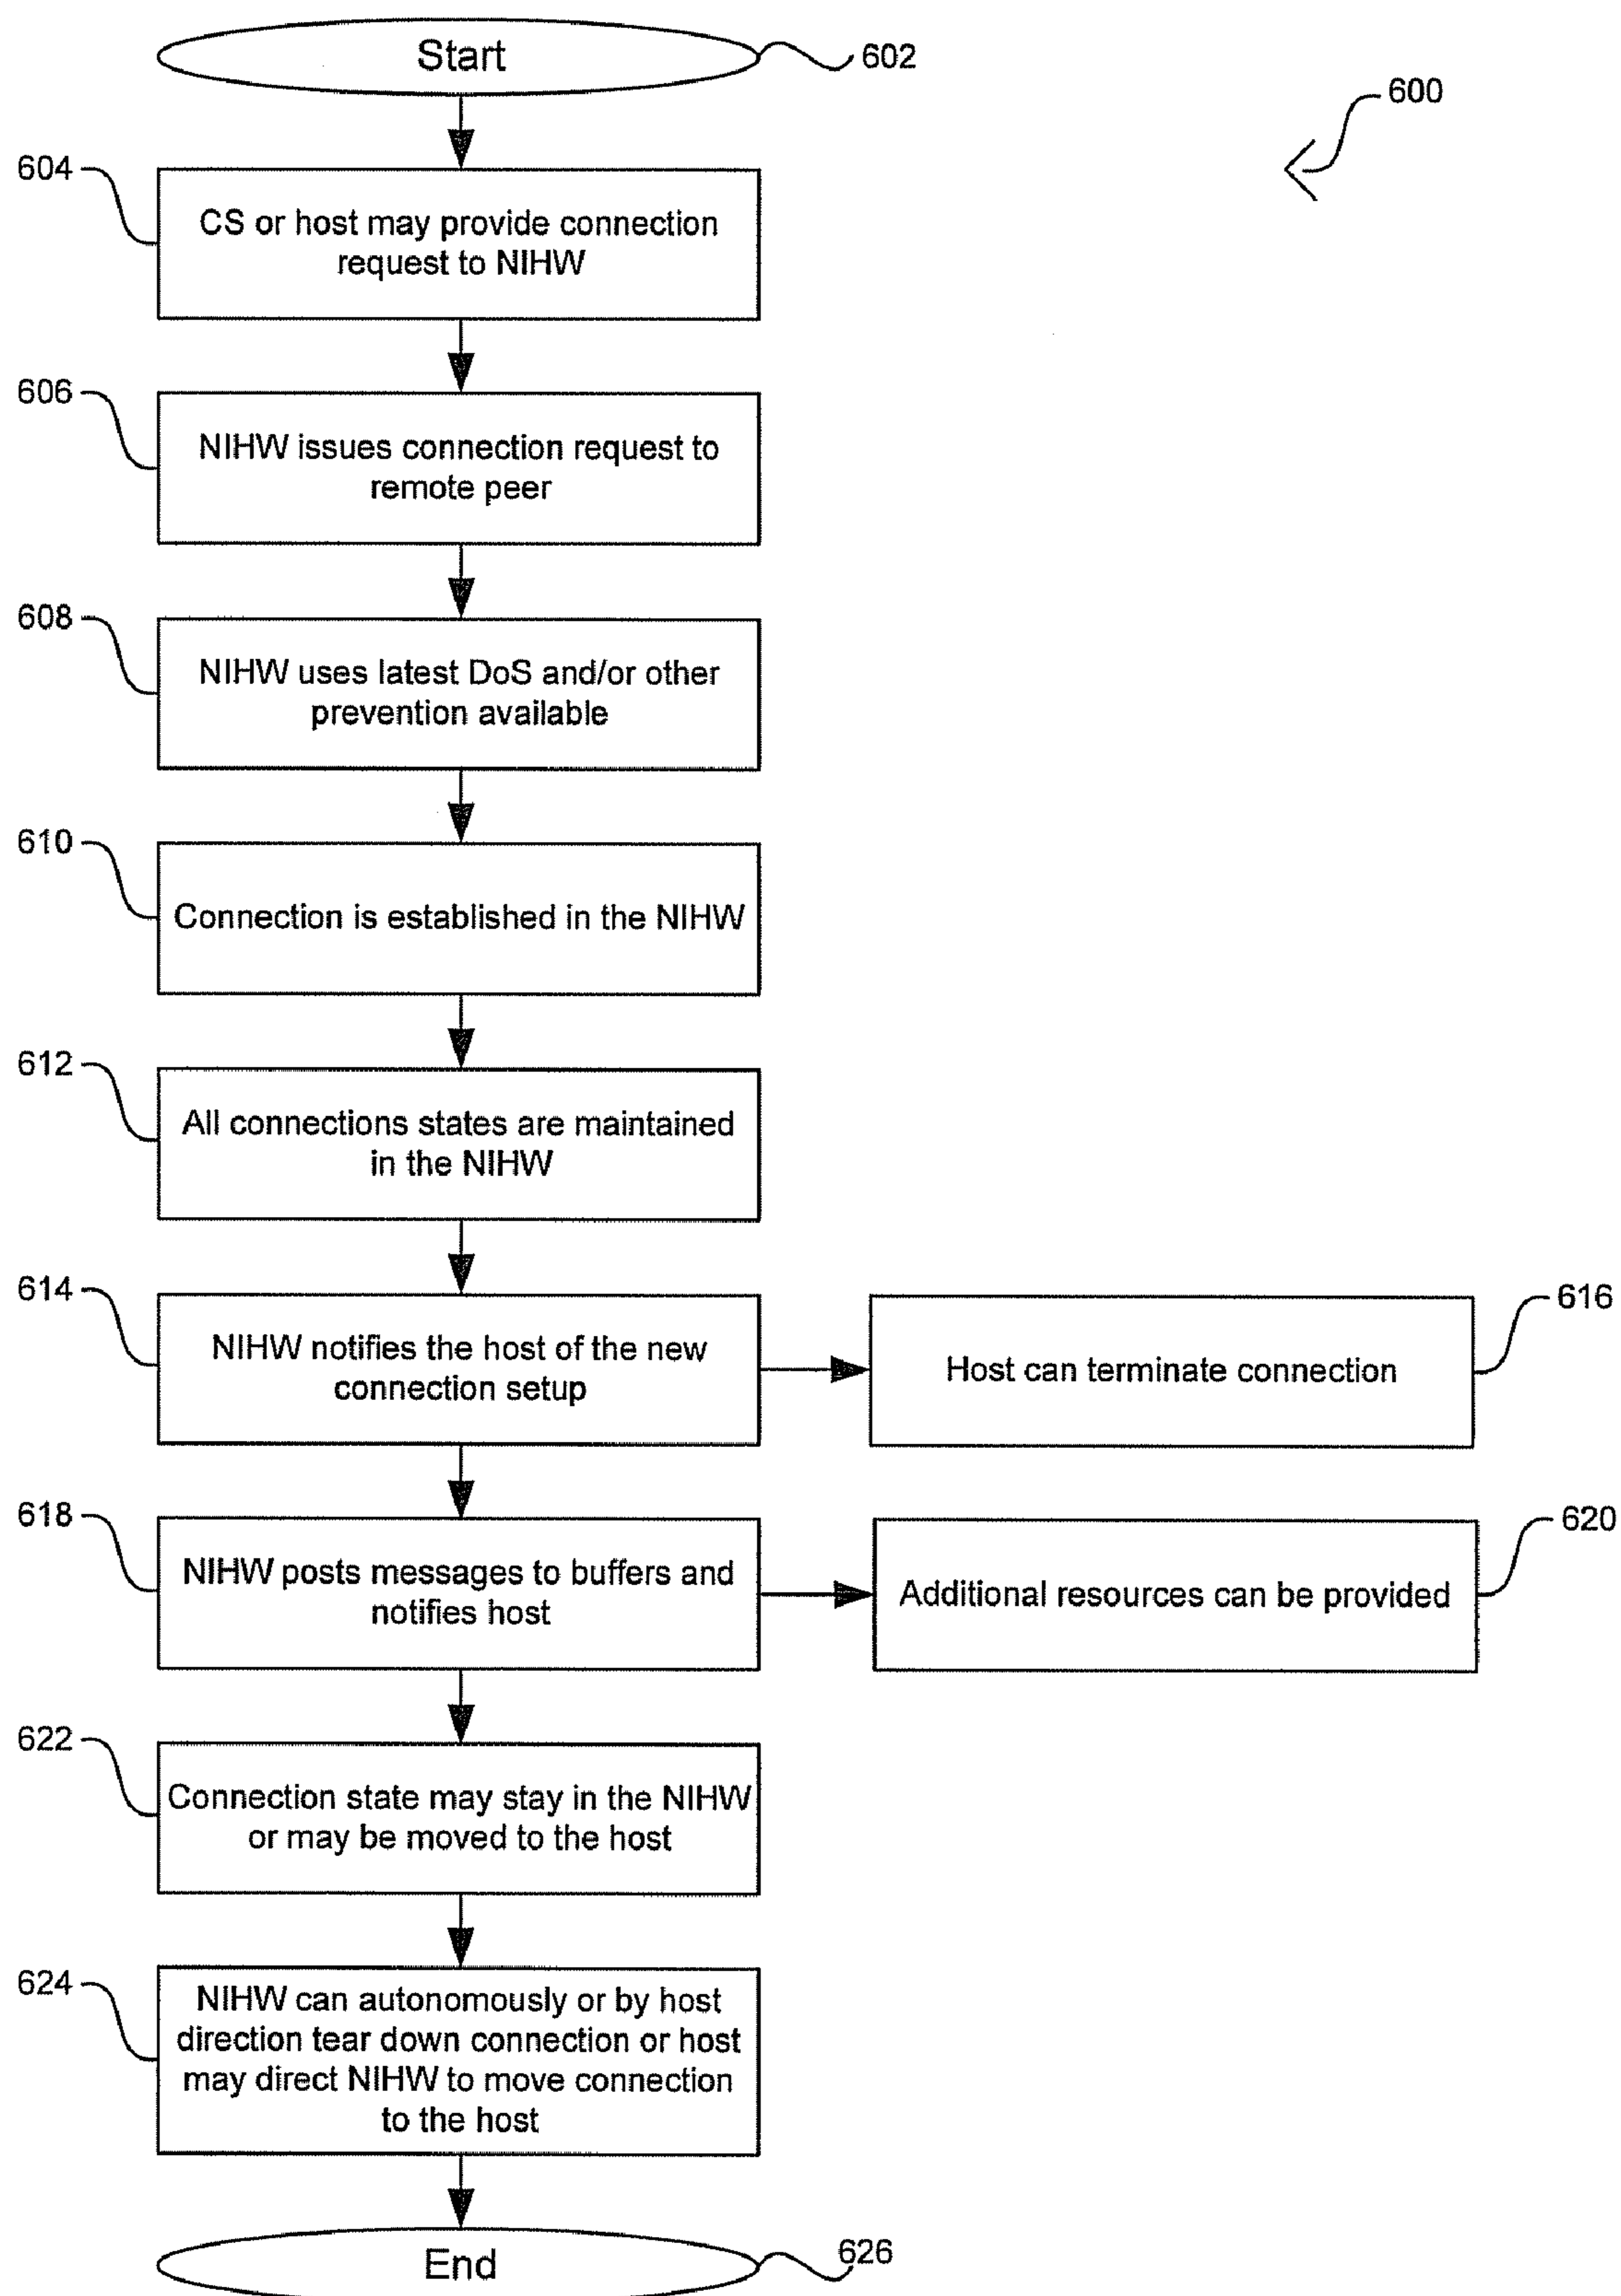 Start
602
600
604
CS or host may provide connection
request to NIHW
606
NIHW issues connection request to
remote peer
608
NIHW uses latest DoS and/or other
prevention available
610
Connection is established in the NIHW
612
All connections states are maintained
in the NIHW
614
NIHW notifies the host of the new
connection setup
616
Host can terminate connection
618
NIHW posts messages to buffers and
notifies host
620
Additional resources can be provided
622
Connection state may stay in the NIHW
or may be moved to the host
624
NIHW can autonomously or by host
direction tear down connection or host
may direct NIHW to move connection
to the host
End
626